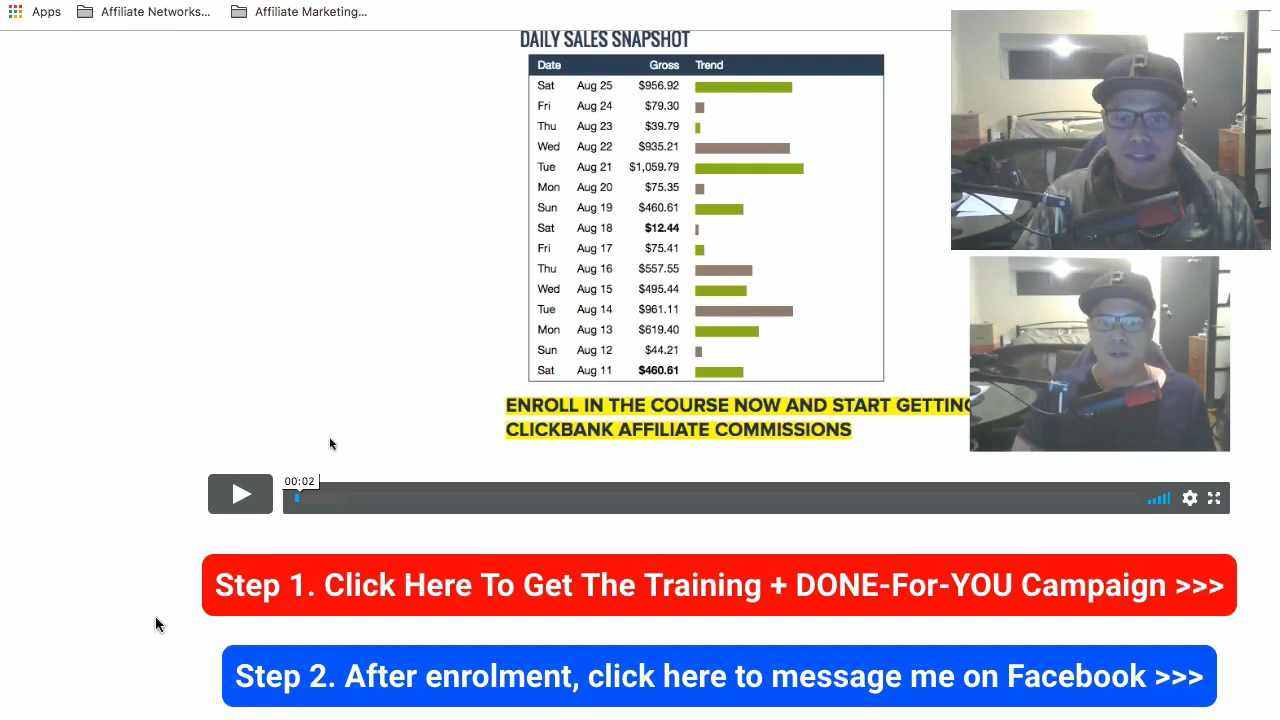 Apps Affiliate Networks... Affiliate Marketing...
DAILY SALES SNAPSHOT
Date Gross Trend
Sat Aug 25 $956.92
Fri Aug 24 $79.30
Thu Aug 23 $39.79
Wed Aug 22 $935.21
Tue Aug 21 $1,059.79
Mon Aug 20 $75.35
Sun Aug 19 $460.61
Sat Aug 18 $12.44
Fri Aug 17 $75.41
Thu Aug 16 $557.55
Wed Aug 15 $495.44
Tue Aug 14 $961.11
Mon Aug 13 $619.40
Sun Aug 12 $44.21
Sat Aug 11 $460.61
ENROLL IN THE COURSE NOW AND START GETTING
CLICKBANK AFFILIATE COMMISSIONS
00:02
Step 1. Click Here To Get The Training + DONE-For-YOU Campaign >>>
Step 2. After enrolment, click here to message me on Facebook >>>